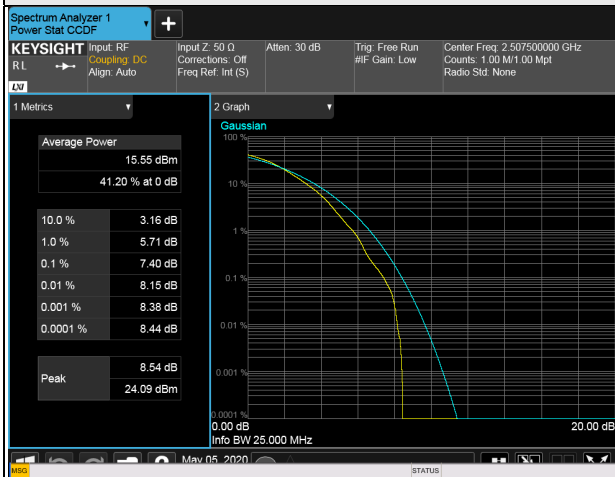 Spectrum Analyzer 1
Power Stat CCDF
+
KEYSIGHT
R L
LXI
Input: RF
Coupling: DC
Align: Auto
Input Z: 50 Ω
Corrections: Off
Freq Ref: Int (S)
Atten: 30 dB
Trig: Free Run
#IF Gain: Low
Center Freq: 2.507500000 GHz
Counts: 1.00 M/1.00 Mpt
Radio Std: None
1 Metrics
Average Power
15.55 dBm
41.20 % at 0 dB
10.0 % 3.16 dB
1.0 % 5.71 dB
0.1 % 7.40 dB
0.01 % 8.15 dB
0.001 % 8.38 dB
0.0001 % 8.44 dB
Peak
8.54 dB
24.09 dBm
2 Graph
Gaussian
100 %
10 %
1 %
0.1 %
0.01 %
0.001 %
0.0001 %
0.00 dB 20.00 dB
Info BW 25.000 MHz
May 05, 2020
MSG STATUS